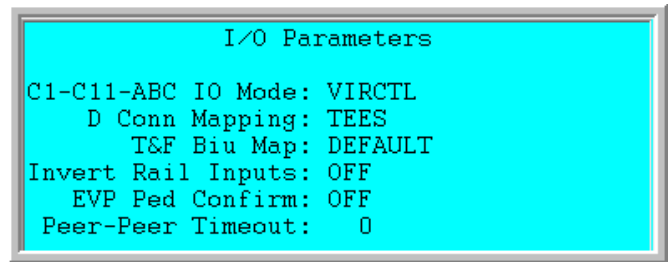 I/O Parameters
C1-C11-ABC IO Mode: VIRCTL
D Conn Mapping: TEES
T&F Biu Map: DEFAULT
Invert Rail Inputs: OFF
EVP Ped Confirm: OFF
Peer-Peer Timeout: 0